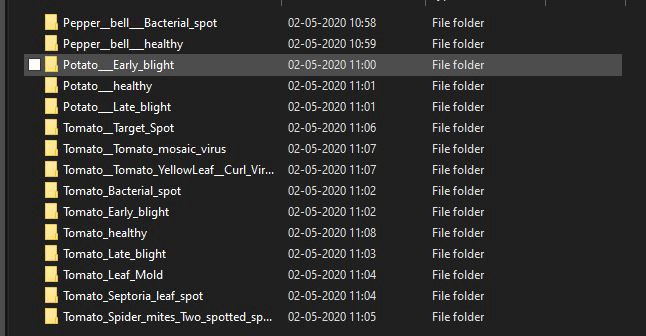 Pepper__bell___Bacterial_spot 02-05-2020 10:58 File folder
Pepper__bell___healthy 02-05-2020 10:59 File folder
Potato___Early_blight 02-05-2020 11:00 File folder
Potato___healthy 02-05-2020 11:01 File folder
Potato___Late_blight 02-05-2020 11:01 File folder
Tomato__Target_Spot 02-05-2020 11:06 File folder
Tomato__Tomato_mosaic_virus 02-05-2020 11:07 File folder
Tomato__Tomato_YellowLeaf__Curl_Vir... 02-05-2020 11:07 File folder
Tomato_Bacterial_spot 02-05-2020 11:02 File folder
Tomato_Early_blight 02-05-2020 11:02 File folder
Tomato_healthy 02-05-2020 11:08 File folder
Tomato_Late_blight 02-05-2020 11:03 File folder
Tomato_Leaf_Mold 02-05-2020 11:04 File folder
Tomato_Septoria_leaf_spot 02-05-2020 11:04 File folder
Tomato_Spider_mites_Two_spotted_sp... 02-05-2020 11:05 File folder